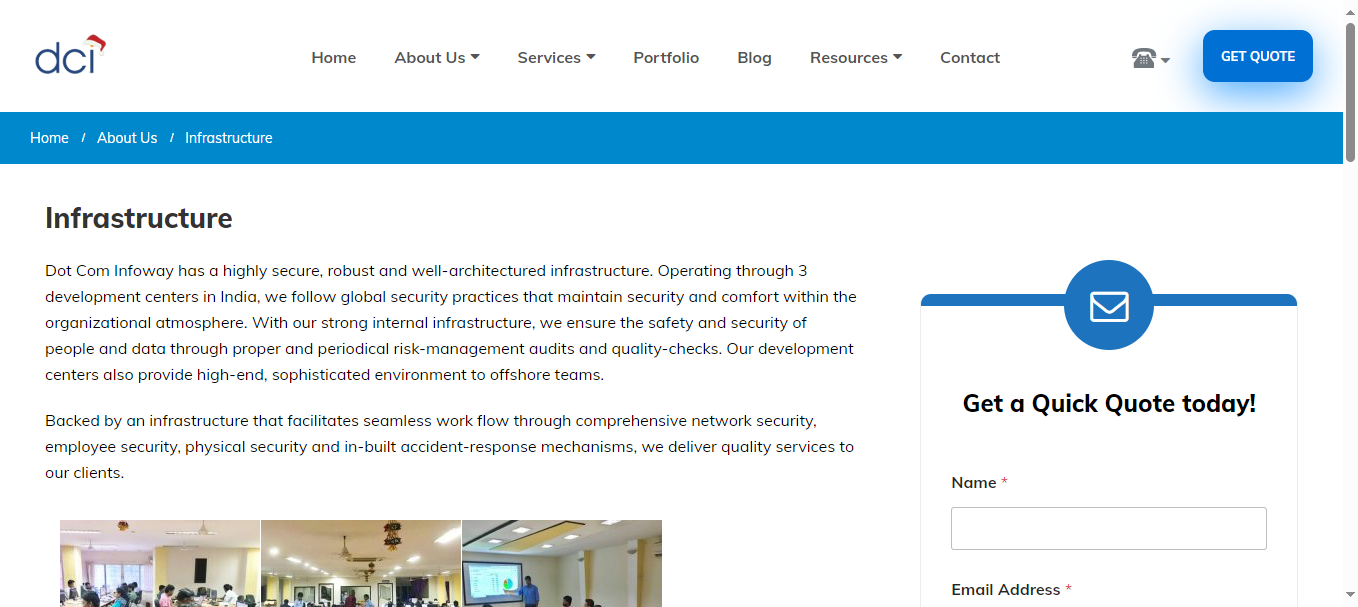 dci
Home
About Us
Services
Portfolio
Blog
Resources
Contact
GET QUOTE
Home / About Us / Infrastructure
Infrastructure
Dot Com Infoway has a highly secure, robust and well-architectured infrastructure. Operating through 3
development centers in India, we follow global security practices that maintain security and comfort within the
organizational atmosphere. With our strong internal infrastructure, we ensure the safety and security of
people and data through proper and periodical risk-management audits and quality-checks. Our development
centers also provide high-end, sophisticated environment to offshore teams.
Backed by an infrastructure that facilitates seamless work flow through comprehensive network security,
employee security, physical security and in-built accident-response mechanisms, we deliver quality services to
our clients.
Get a Quick Quote today!
Name *
Email Address *